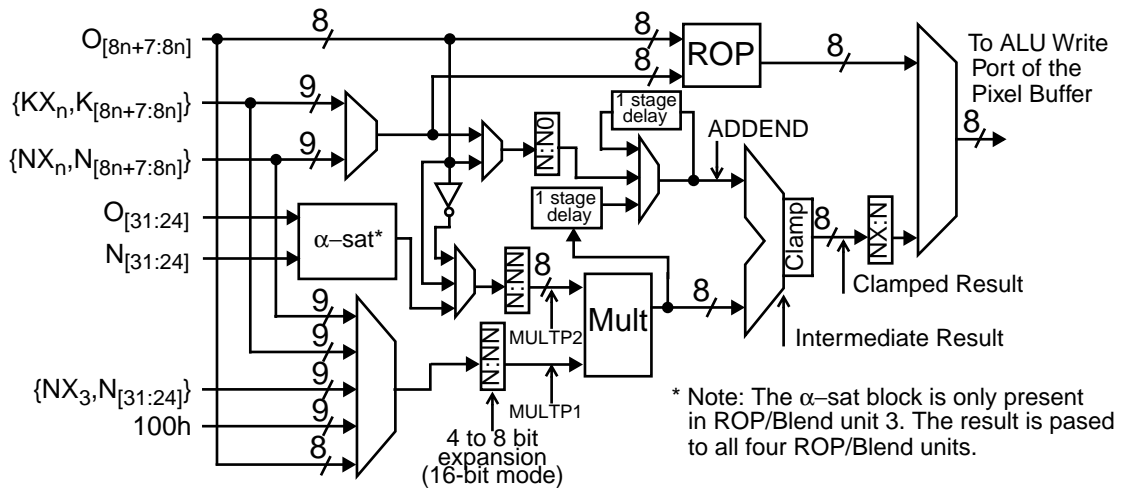 O[8n+7:8n]
8
8
8
ROP
8
To ALU Write
Port of the
Pixel Buffer
{KXn,K[8n+7:8n]}
9
1 stage
delay
ADDEND
8
{NXn,N[8n+7:8n]}
9
N:N0
O[31:24]
1 stage
delay
α–sat*
N[31:24]
Clamp
8
NX:N
N:NN
8
Mult
8
Clamped Result
MULTP2
Intermediate Result
9
9
{NX3,N[31:24]}
9
N:NN
MULTP1
100h
9
8
4 to 8 bit
expansion
(16-bit mode)
* Note: The α–sat block is only present
in ROP/Blend unit 3. The result is pased
to all four ROP/Blend units.